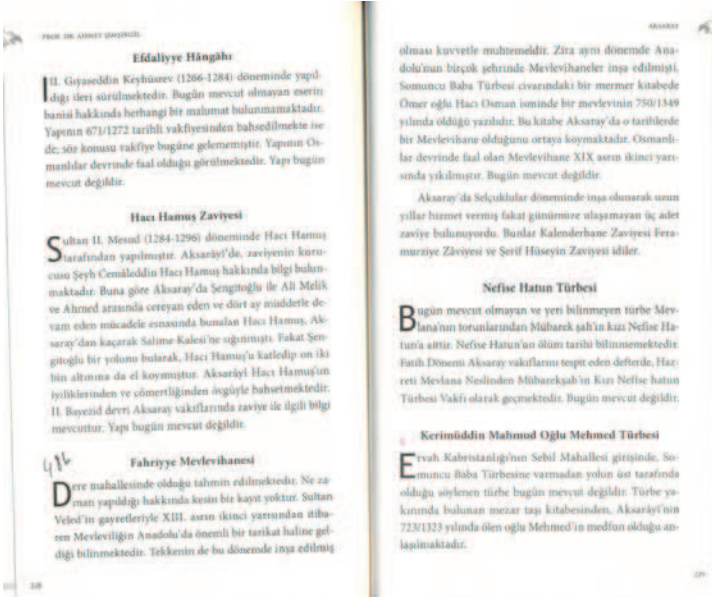 PROF. DR. AHMET ŞİMŞİRGİL
Efdaliyye Hângâhı
II. Gıyaseddin Keyhüsrev (1266-1284) döneminde yapıl-
dığı ileri sürülmektedir. Bugün mevcut olmayan eserin
banisi hakkında herhangi bir malumat bulunmamaktadır.
Yapının 671/1272 tarihli vakfiyesinden bahsedilmekte ise
de; söz konusu vakfiye bugüne gelememiştir. Yapının Os-
manlılar devrinde faal olduğu görülmektedir. Yapı bugün
mevcut değildir.
Hacı Hamuş Zaviyesi
Sultan II. Mesud (1284-1296) döneminde Hacı Hamuş
tarafından yapılmıştır. Aksarâyî'de, zaviyenin kuru-
cusu Şeyh Cemâleddin Hacı Hamuş hakkında bilgi bulun-
maktadır. Buna göre Aksaray'da Şengitoğlu ile Ali Melik
ve Ahmed arasında cereyan eden ve dört ay müddetle de-
vam eden mücadele esnasında bunalan Hacı Hamuş, Ak-
saray'dan kaçarak Salime Kalesi'ne sığınmıştı. Fakat Şen-
gitoğlu bir yolunu bularak, Hacı Hamuş'u katledip on iki
bin altınına da el koymuştur. Aksarâyî Hacı Hamuş'un
iyiliklerinden ve cömertliğinden övgüyle bahsetmektedir.
II. Bayezid devri Aksaray vakıflarında zaviye ile ilgili bilgi
mevcuttur. Yapı bugün mevcut değildir.
Fahriyye Mevlevihanesi
Dere mahallesinde olduğu tahmin edilmektedir. Ne za-
man yapıldığı hakkında kesin bir kayıt yoktur. Sultan
Veled'in gayretleriyle XIII. asrın ikinci yarısından itiba-
ren Mevleviliğin Anadolu'da önemli bir tarikat haline gel-
diği bilinmektedir. Tekkenin de bu dönemde inşa edilmiş
228
AKSARAY
olması kuvvetle muhtemeldir. Zira aynı dönemde Ana-
dolu'nun birçok şehrinde Mevlevihaneler inşa edilmişti.
Somuncu Baba Türbesi civarındaki bir mermer kitabede
Ömer oğlu Hacı Osman isminde bir mevlevinin 750/1349
yılında öldüğü yazılıdır. Bu kitabe Aksaray'da o tarihlerde
bir Mevlevihane olduğunu ortaya koymaktadır. Osmanlı-
lar devrinde faal olan Mevlevihane XIX asrın ikinci yarı-
sında yıkılmıştır. Bugün mevcut değildir.
Aksaray'da Selçuklular döneminde inşa olunarak uzun
yıllar hizmet vermiş fakat günümüze ulaşamayan üç adet
zaviye bulunuyordu. Bunlar Kalenderhane Zaviyesi Fera-
murziye Zâviyesi ve Şerif Hüseyin Zaviyesi idiler.
Nefise Hatun Türbesi
Bugün mevcut olmayan ve yeri bilinmeyen türbe Mev-
lana'nın torunlarından Mübarek şah'ın kızı Nefise Ha-
tun'a aittir. Nefise Hatun'un ölüm tarihi bilinmemektedir.
Fatih Dönemi Aksaray vakıflarını tespit eden defterde, Haz-
reti Mevlana Neslinden Mübarekşah'ın Kızı Nefise hatun
Türbesi Vakfı olarak geçmektedir. Bugün mevcut değildir.
Kerimüddin Mahmud Oğlu Mehmed Türbesi
Ervah Kabristanlığı'nın Sebil Mahallesi girişinde, So-
muncu Baba Türbesine varmadan yolun üst tarafında
olduğu söylenen türbe bugün mevcut değildir. Türbe ya-
kınında bulunan mezar taşı kitabesinden, Aksarâyî'nin
723/1323 yılında ölen oğlu Mehmed'in medfun olduğu an-
laşılmaktadır.
229